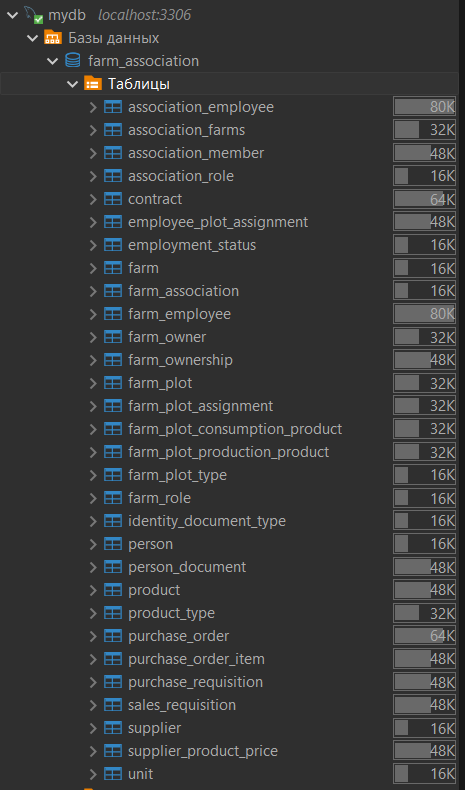 mydb localhost:3306
Базы данных
farm_association
Таблицы
association_employee 80K
association_farms 32K
association_member 48K
association_role 16K
contract 64K
employee_plot_assignment 48K
employment_status 16K
farm 16K
farm_association 16K
farm_employee 80K
farm_owner 32K
farm_ownership 48K
farm_plot 32K
farm_plot_assignment 32K
farm_plot_consumption_product 32K
farm_plot_production_product 32K
farm_plot_type 16K
farm_role 16K
identity_document_type 16K
person 16K
person_document 48K
product 48K
product_type 32K
purchase_order 64K
purchase_order_item 48K
purchase_requisition 48K
sales_requisition 48K
supplier 16K
supplier_product_price 48K
unit 16K